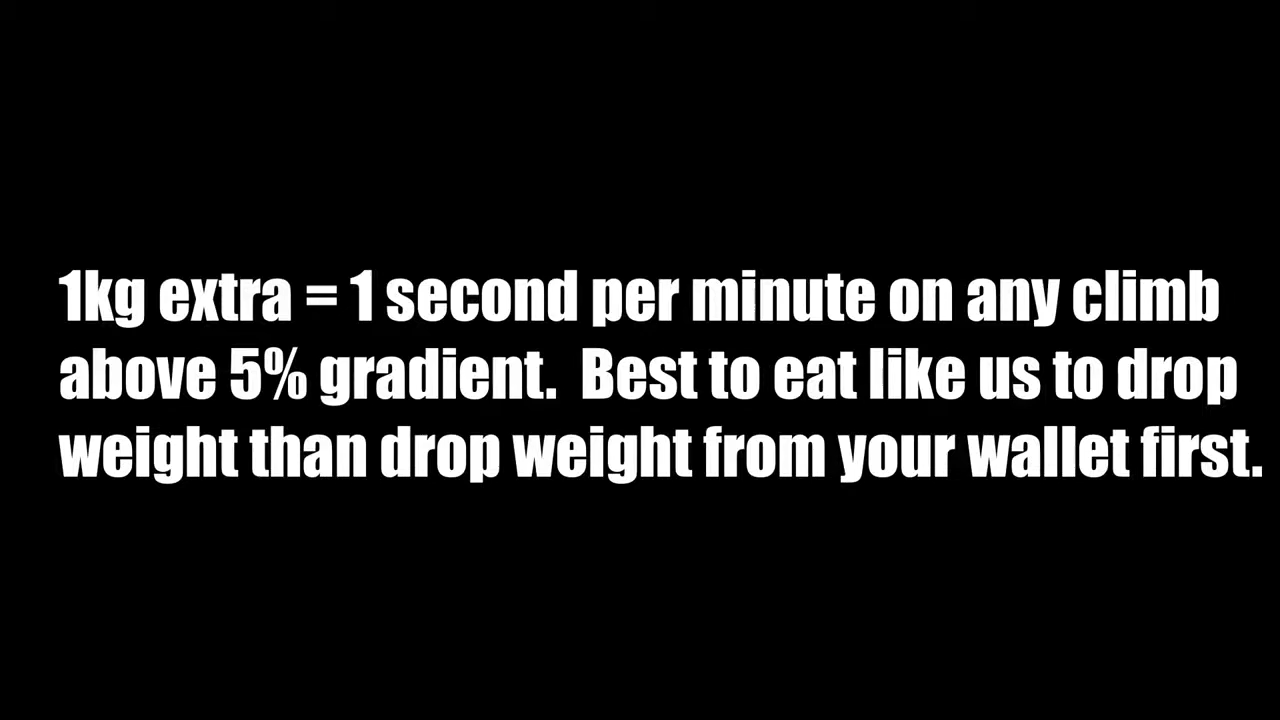 1kg extra = 1 second per minute on any climb
above 5% gradient.  Best to eat like us to drop
weight than drop weight from your wallet first.